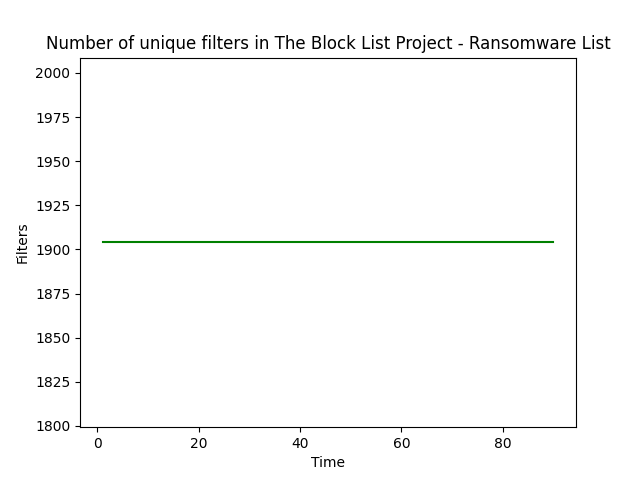 Number of unique filters in The Block List Project - Ransomware List
2000
1975
1950
1925
1900
1875
1850
1825
1800
Filters
0 20 40 60 80
Time